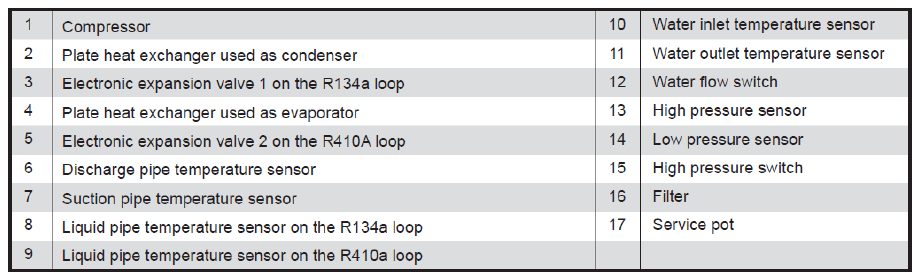 1 Compressor
2 Plate heat exchanger used as condenser
3 Electronic expansion valve 1 on the R134a loop
4 Plate heat exchanger used as evaporator
5 Electronic expansion valve 2 on the R410A loop
6 Discharge pipe temperature sensor
7 Suction pipe temperature sensor
8 Liquid pipe temperature sensor on the R134a loop
9 Liquid pipe temperature sensor on the R410a loop
10 Water inlet temperature sensor
11 Water outlet temperature sensor
12 Water flow switch
13 High pressure sensor
14 Low pressure sensor
15 High pressure switch
16 Filter
17 Service pot